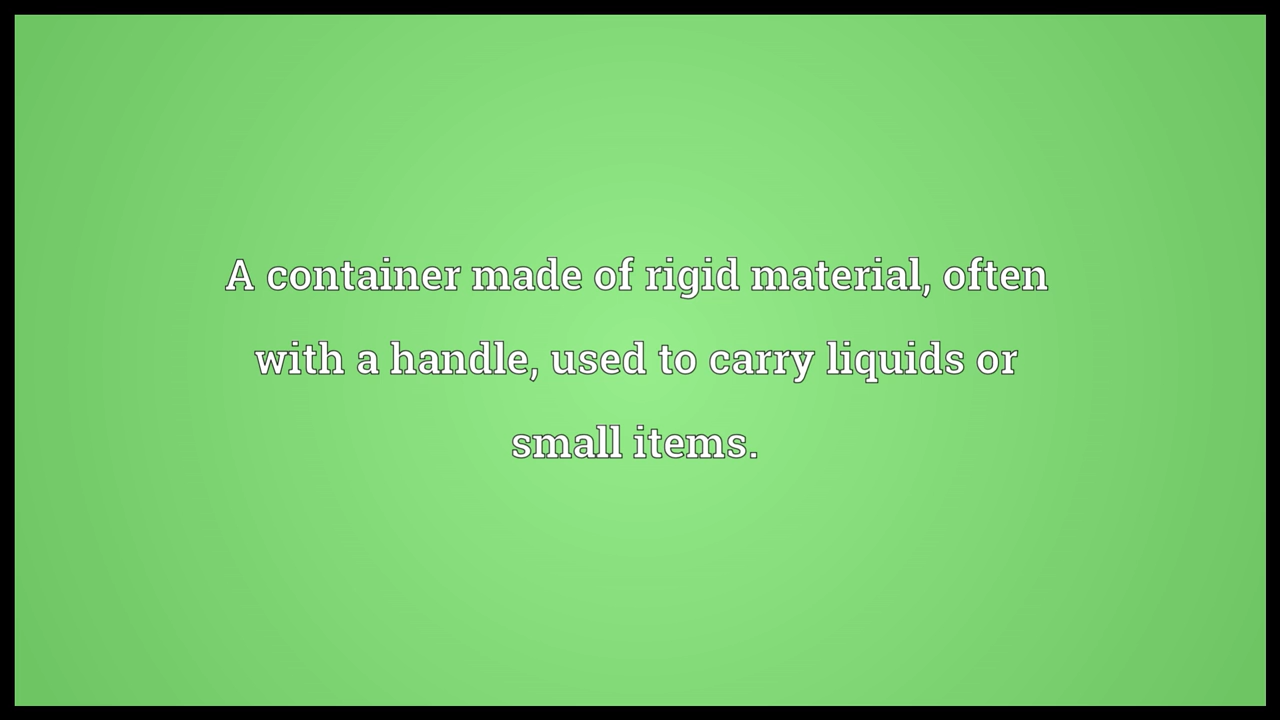 A container made of rigid material, often
with a handle, used to carry liquids or
small items.